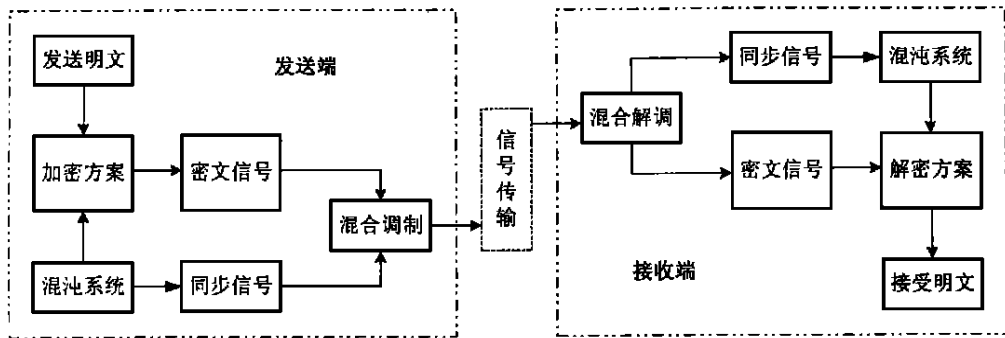 发送明文
发送端
加密方案
密文信号
混合调制
混沌系统
同步信号
信号传输
混合解调
同步信号
混沌系统
密文信号
解密方案
接收端
接受明文